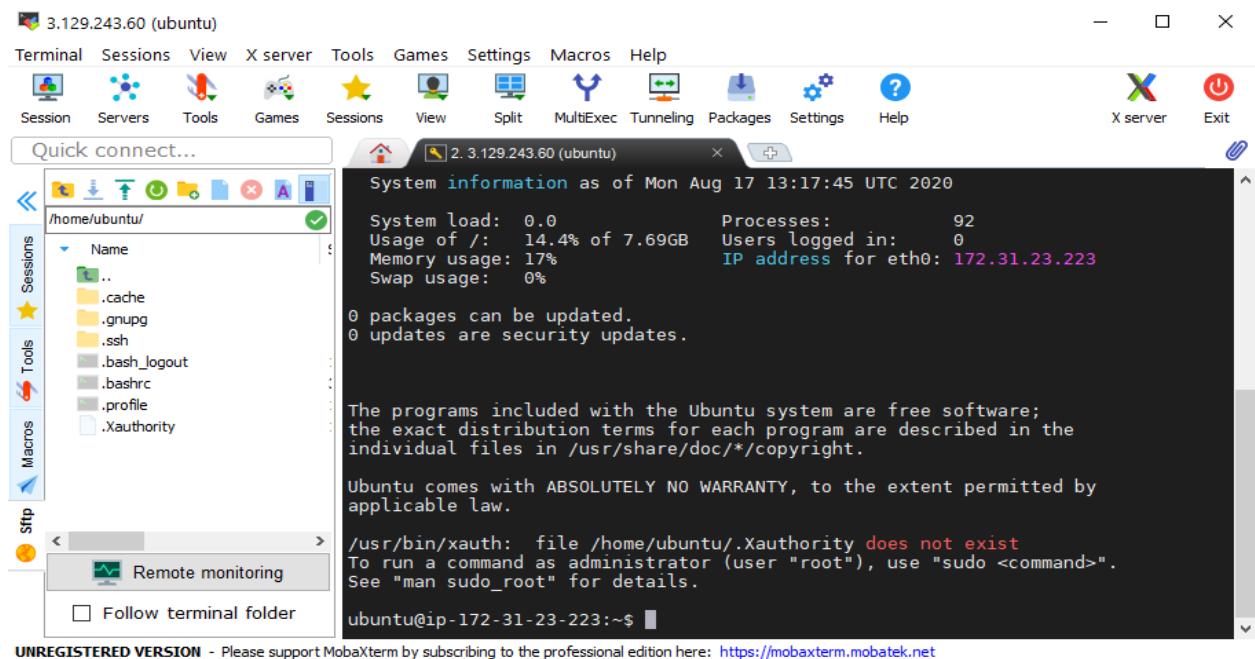 3.129.243.60 (ubuntu)
Terminal Sessions View X server Tools Games Settings Macros Help
Session Servers Tools Games Sessions View Split MultiExec Tunneling Packages Settings Help X server Exit
Quick connect...
2. 3.129.243.60 (ubuntu)
/home/ubuntu/
Name
..
.cache
.gnupg
.ssh
.bash_logout
.bashrc
.profile
.Xauthority
Sessions
Tools
Macros
Sftp
Remote monitoring
Follow terminal folder
System information as of Mon Aug 17 13:17:45 UTC 2020
System load: 0.0 Processes: 92
Usage of /: 14.4% of 7.69GB Users logged in: 0
Memory usage: 17% IP address for eth0: 172.31.23.223
Swap usage: 0%
0 packages can be updated.
0 updates are security updates.
The programs included with the Ubuntu system are free software;
the exact distribution terms for each program are described in the
individual files in /usr/share/doc/*/copyright.
Ubuntu comes with ABSOLUTELY NO WARRANTY, to the extent permitted by
applicable law.
/usr/bin/xauth: file /home/ubuntu/.Xauthority does not exist
To run a command as administrator (user "root"), use "sudo <command>".
See "man sudo_root" for details.
ubuntu@ip-172-31-23-223:~$
UNREGISTERED VERSION - Please support MobaXterm by subscribing to the professional edition here: https://mobaxterm.mobatek.net